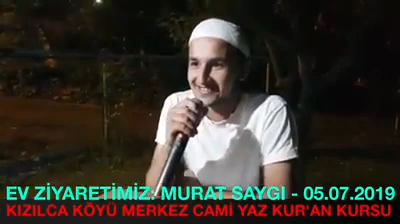 EV ZİYARETİMİZ: MURAT SAYGI - 05.07.2019
KIZILCA KÖYÜ MERKEZ CAMİ YAZ KUR'AN KURSU